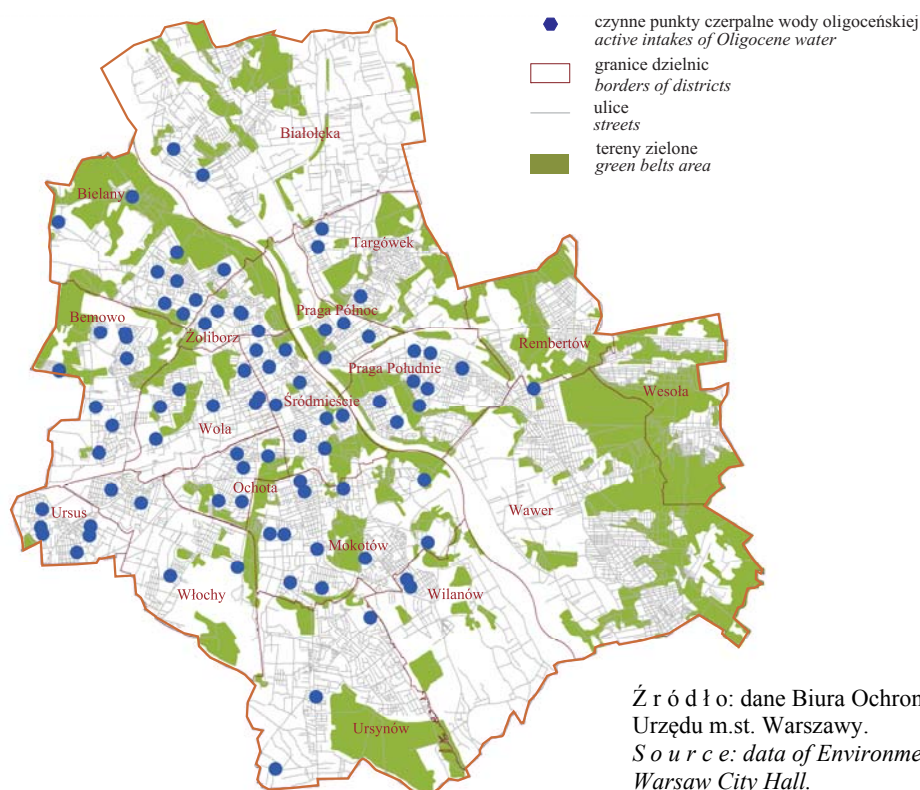 czynne punkty czerpalne wody oligoceńskiej
active intakes of Oligocene water
granice dzielnic
borders of districts
ulice
streets
tereny zielone
green belts area
Białołęka
Bielany
Targówek
Praga Północ
Bemowo
Żoliborz
Rembertów
Praga Południe
Wesoła
Śródmieście
Wola
Ochota
Wawer
Ursus
Mokotów
Włochy
Wilanów
Ursynów
Ź r ó d ł o: dane Biura Ochron
Urzędu m.st. Warszawy.
S o u r c e: data of Environme
Warsaw City Hall.